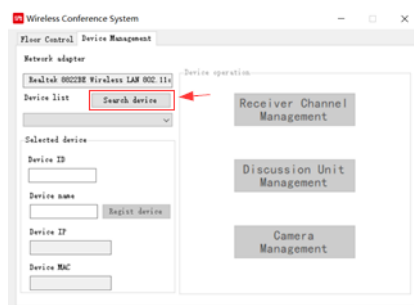 Wireless Conference System
Floor Control Device Management
Network adapter
Realtek 8822BE Wireless LAN 802.11c
Device list
Search device
Selected device
Device ID
Device name
Regist device
Device IP
Device MAC
Device operation
Receiver Channel
Management
Discussion Unit
Management
Camera
Management